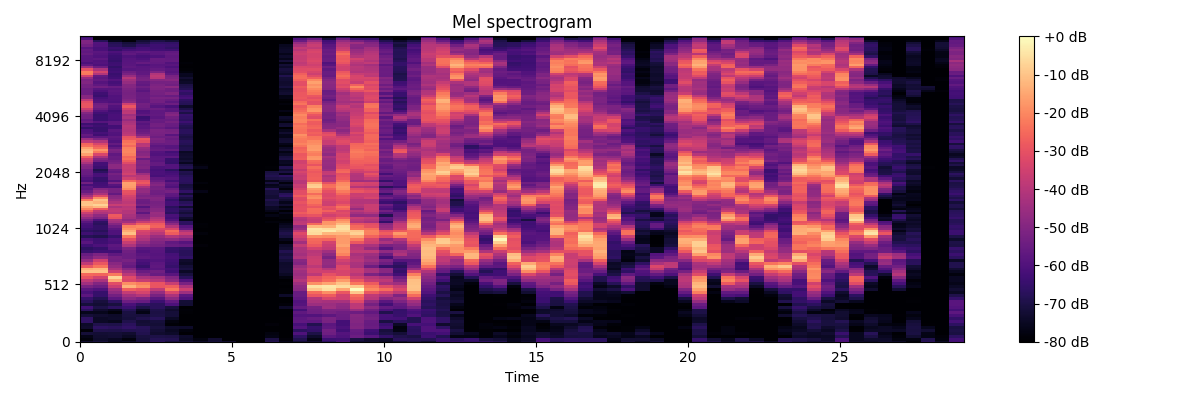 Mel spectrogram
+0 dB
8192
-10 dB
4096
-20 dB
-30 dB
2048
-40 dB
Hz
1024
-50 dB
-60 dB
512
-70 dB
0
-80 dB
0 5 10 15 20 25
Time